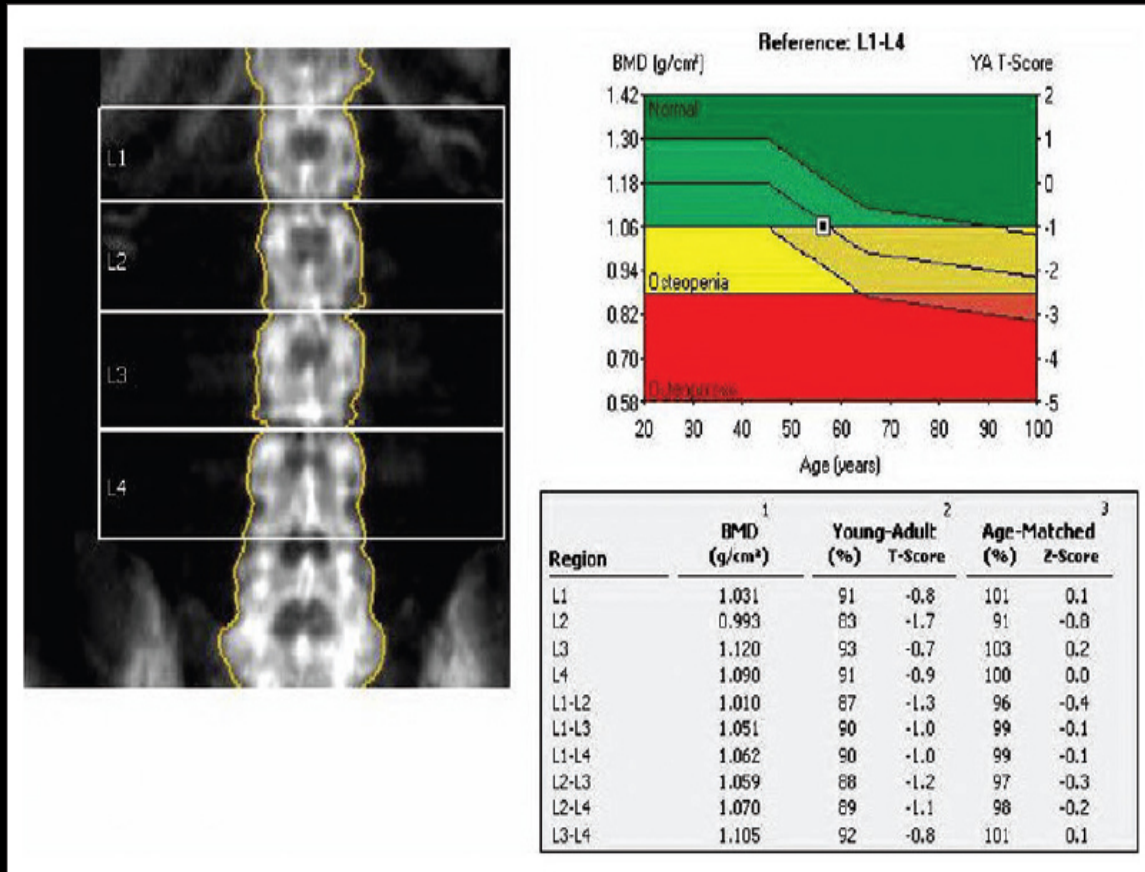 L1
L2
L3
L4
Reference: L1-L4
BMD (g/cm²) YA T-Score
Normal
Osteopenia
Osteoporosis
1.42
1.30
1.18
1.06
0.94
0.82
0.70
0.58
2
1
0
-1
-2
-3
-4
-5
20 30 40 50 60 70 80 90 100
Age (years)
1 2 3
BMD Young-Adult Age-Matched
Region (g/cm²) (%) T-Score (%) Z-Score
L1 1.031 91 -0.8 101 0.1
L2 0.993 83 -1.7 91 -0.8
L3 1.120 93 -0.7 103 0.2
L4 1.090 91 -0.9 100 0.0
L1-L2 1.010 87 -1.3 96 -0.4
L1-L3 1.051 90 -1.0 99 -0.1
L1-L4 1.062 90 -1.0 99 -0.1
L2-L3 1.059 88 -1.2 97 -0.3
L2-L4 1.070 89 -1.1 98 -0.2
L3-L4 1.105 92 -0.8 101 0.1